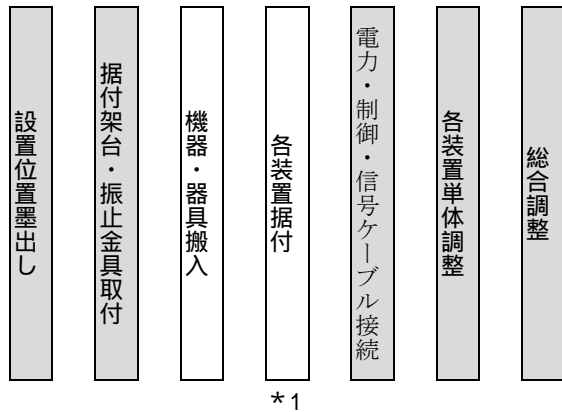 設置位置墨出し
据付架台・振止金具取付
機器・器具搬入
各装置据付
電力・制御・信号ケーブル接続
各装置単体調整
総合調整
*1